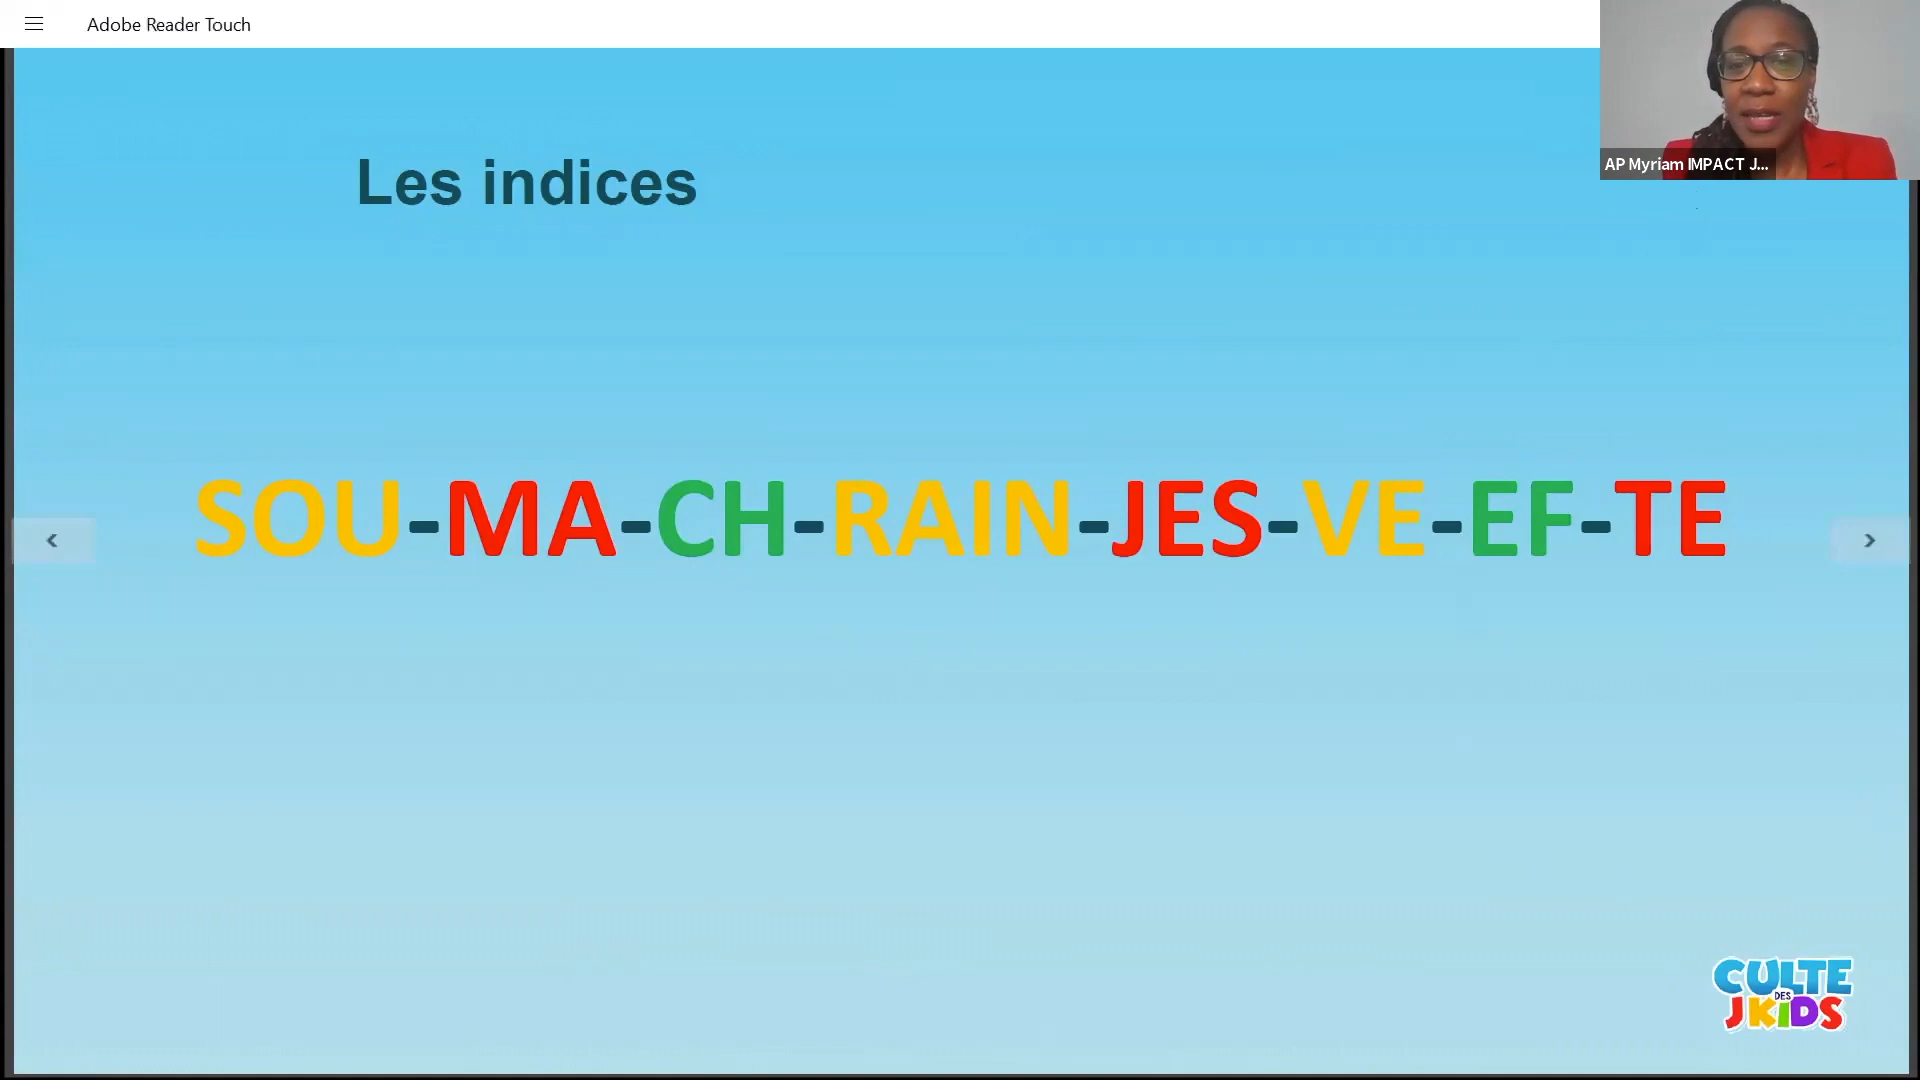 Adobe Reader Touch
AP Myriam IMPACT J...
Les indices
SOU-MA-CH-RAIN-JES-VE-EF-TE
CULTE
DES
JKIDS